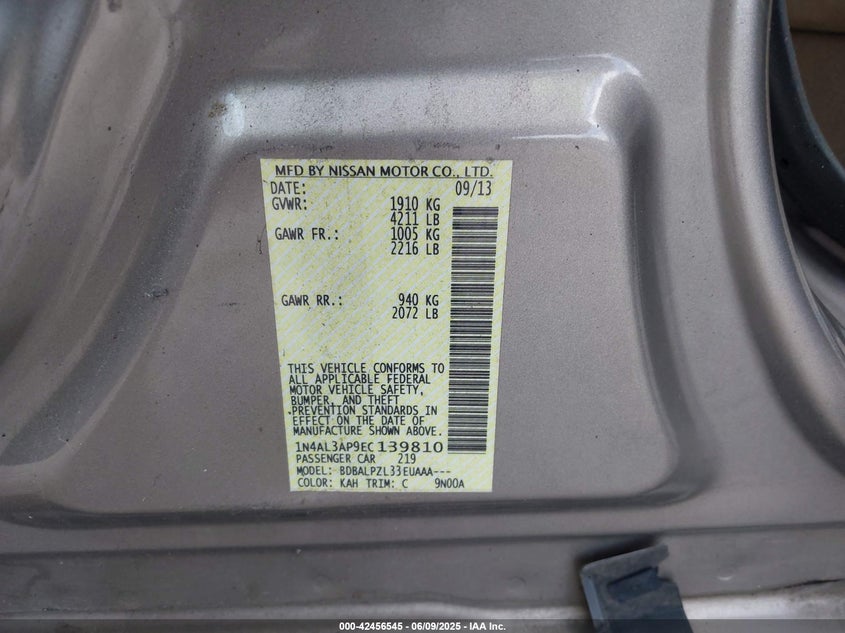 MFD BY NISSAN MOTOR CO., LTD.
DATE: 09/13
GVWR: 1910 KG
4211 LB
GAWR FR.: 1005 KG
2216 LB
GAWR RR.: 940 KG
2072 LB
THIS VEHICLE CONFORMS TO
ALL APPLICABLE FEDERAL
MOTOR VEHICLE SAFETY,
BUMPER, AND THEFT
PREVENTION STANDARDS IN
EFFECT ON THE DATE OF
MANUFACTURE SHOWN ABOVE.
1N4AL3AP9EC139810
PASSENGER CAR 219
MODEL: BDBALPZL33EUAAA---
COLOR: KAH TRIM: C 9N00A
000-42456545 / 06/09/2025 - IAA Inc.